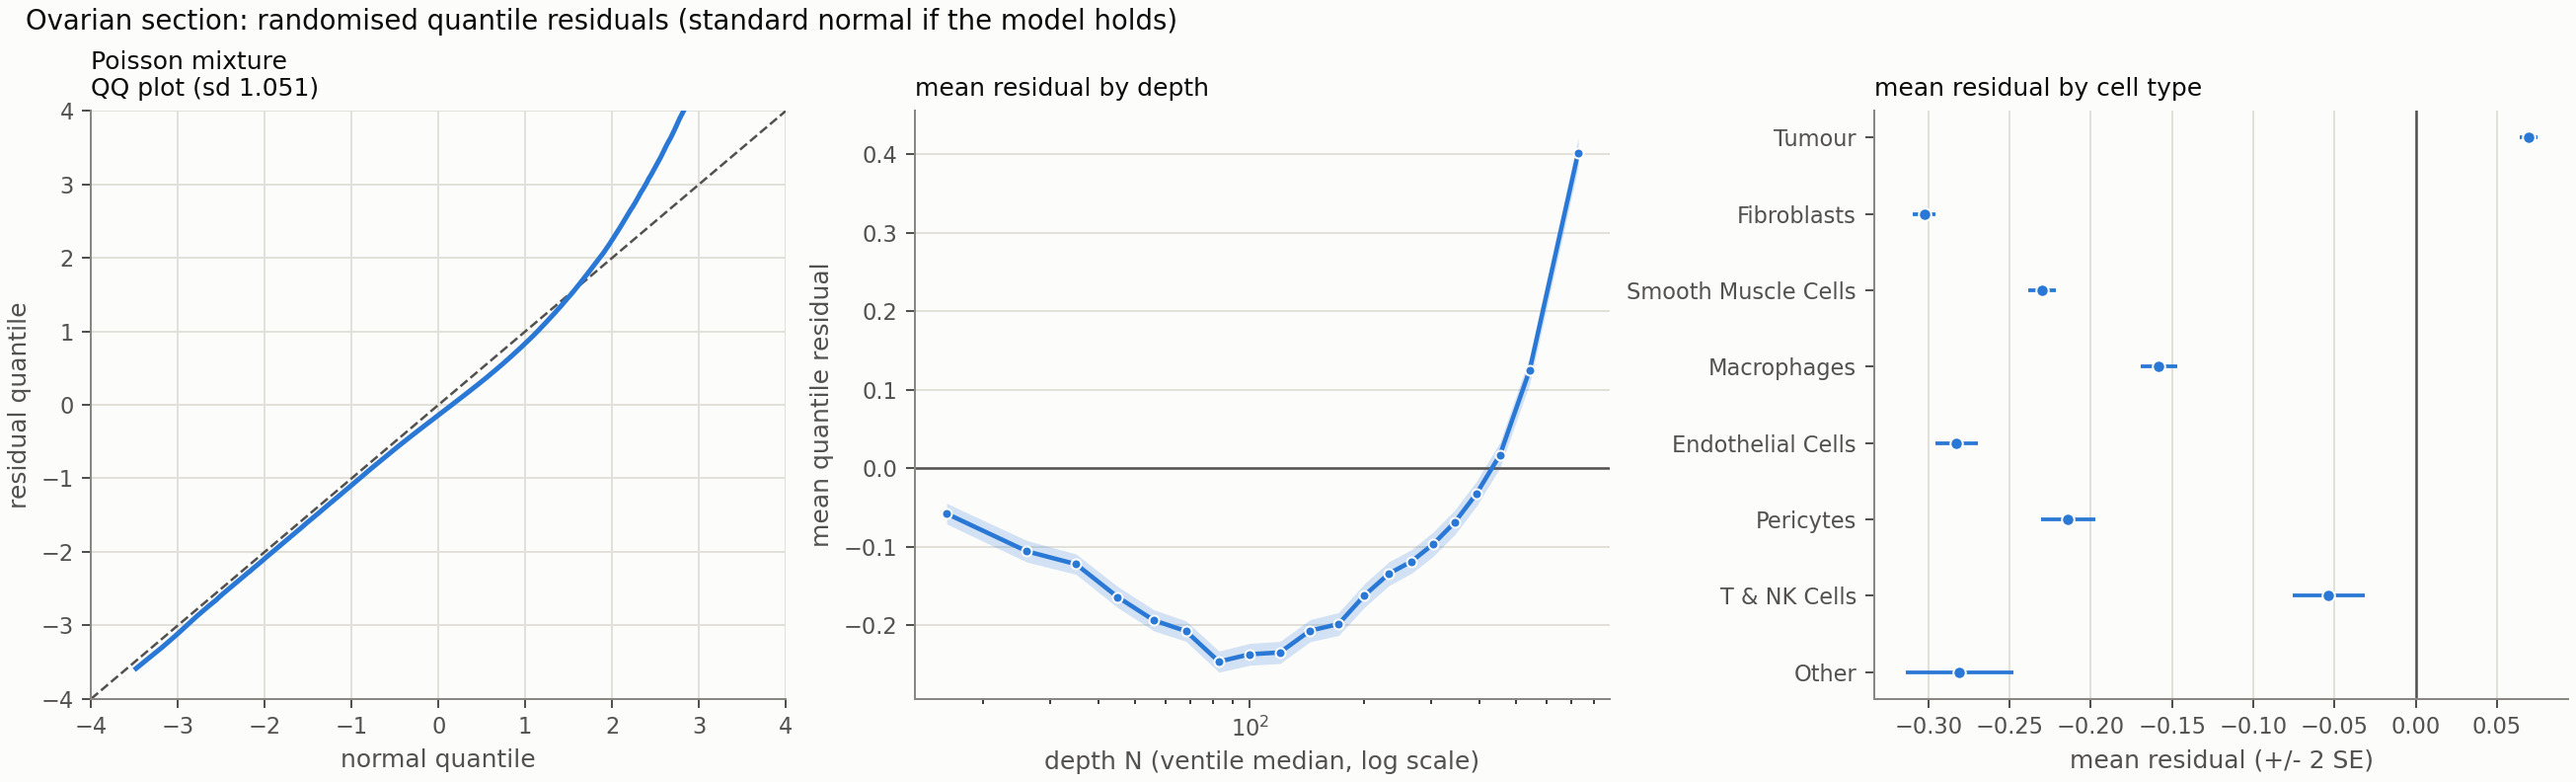 Ovarian section: randomised quantile residuals (standard normal if the model holds)
Poisson mixture
QQ plot (sd 1.051)
4
3
2
1
0
−1
−2
−3
−4
residual quantile
−4 −3 −2 −1 0 1 2 3 4
normal quantile
mean residual by depth
0.4
0.3
0.2
0.1
0.0
−0.1
−0.2
mean quantile residual
10²
depth N (ventile median, log scale)
mean residual by cell type
Tumour
Fibroblasts
Smooth Muscle Cells
Macrophages
Endothelial Cells
Pericytes
T & NK Cells
Other
−0.30 −0.25 −0.20 −0.15 −0.10 −0.05 0.00 0.05
mean residual (+/- 2 SE)